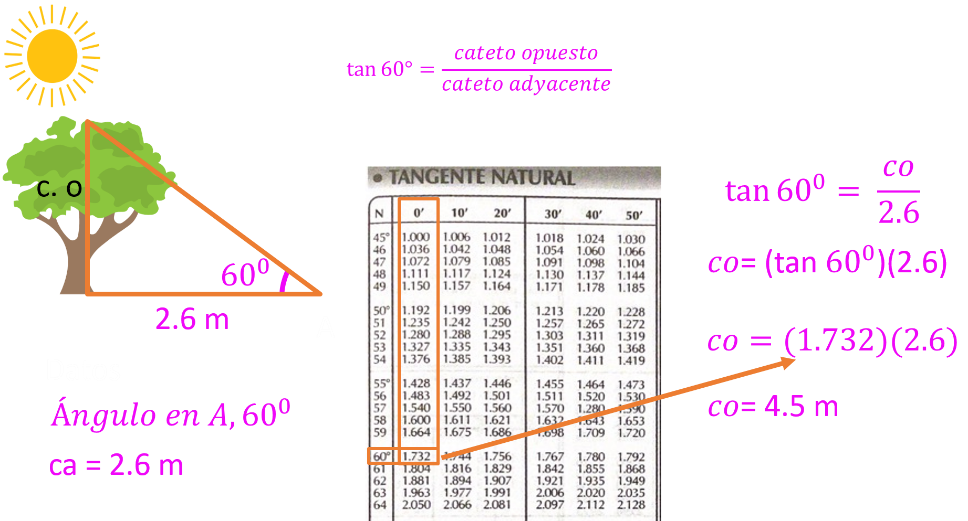 tan 60° = cateto opuesto / cateto adyacente
c. o
60⁰
2.6 m
Ángulo en A, 60⁰
ca = 2.6 m
• TANGENTE NATURAL
N 0′ 10′ 20′ 30′ 40′ 50′
45° 1.000 1.006 1.012 1.018 1.024 1.030
46 1.036 1.042 1.048 1.054 1.060 1.066
47 1.072 1.079 1.085 1.091 1.098 1.104
48 1.111 1.117 1.124 1.130 1.137 1.144
49 1.150 1.157 1.164 1.171 1.178 1.185
50° 1.192 1.199 1.206 1.213 1.220 1.228
51 1.235 1.242 1.250 1.257 1.265 1.272
52 1.280 1.288 1.295 1.303 1.311 1.319
53 1.327 1.335 1.343 1.351 1.360 1.368
54 1.376 1.385 1.393 1.402 1.411 1.419
55° 1.428 1.437 1.446 1.455 1.464 1.473
56 1.483 1.492 1.501 1.511 1.520 1.530
57 1.540 1.550 1.560 1.570 1.280 1.590
58 1.600 1.611 1.621 1.632 1.643 1.653
59 1.664 1.675 1.686 1.698 1.709 1.720
60° 1.732 1.744 1.756 1.767 1.780 1.792
61 1.804 1.816 1.829 1.842 1.855 1.868
62 1.881 1.894 1.907 1.921 1.935 1.949
63 1.963 1.977 1.991 2.006 2.020 2.035
64 2.050 2.066 2.081 2.097 2.112 2.128
tan 60⁰ = co / 2.6
co= (tan 60⁰)(2.6)
co = (1.732)(2.6)
co= 4.5 m